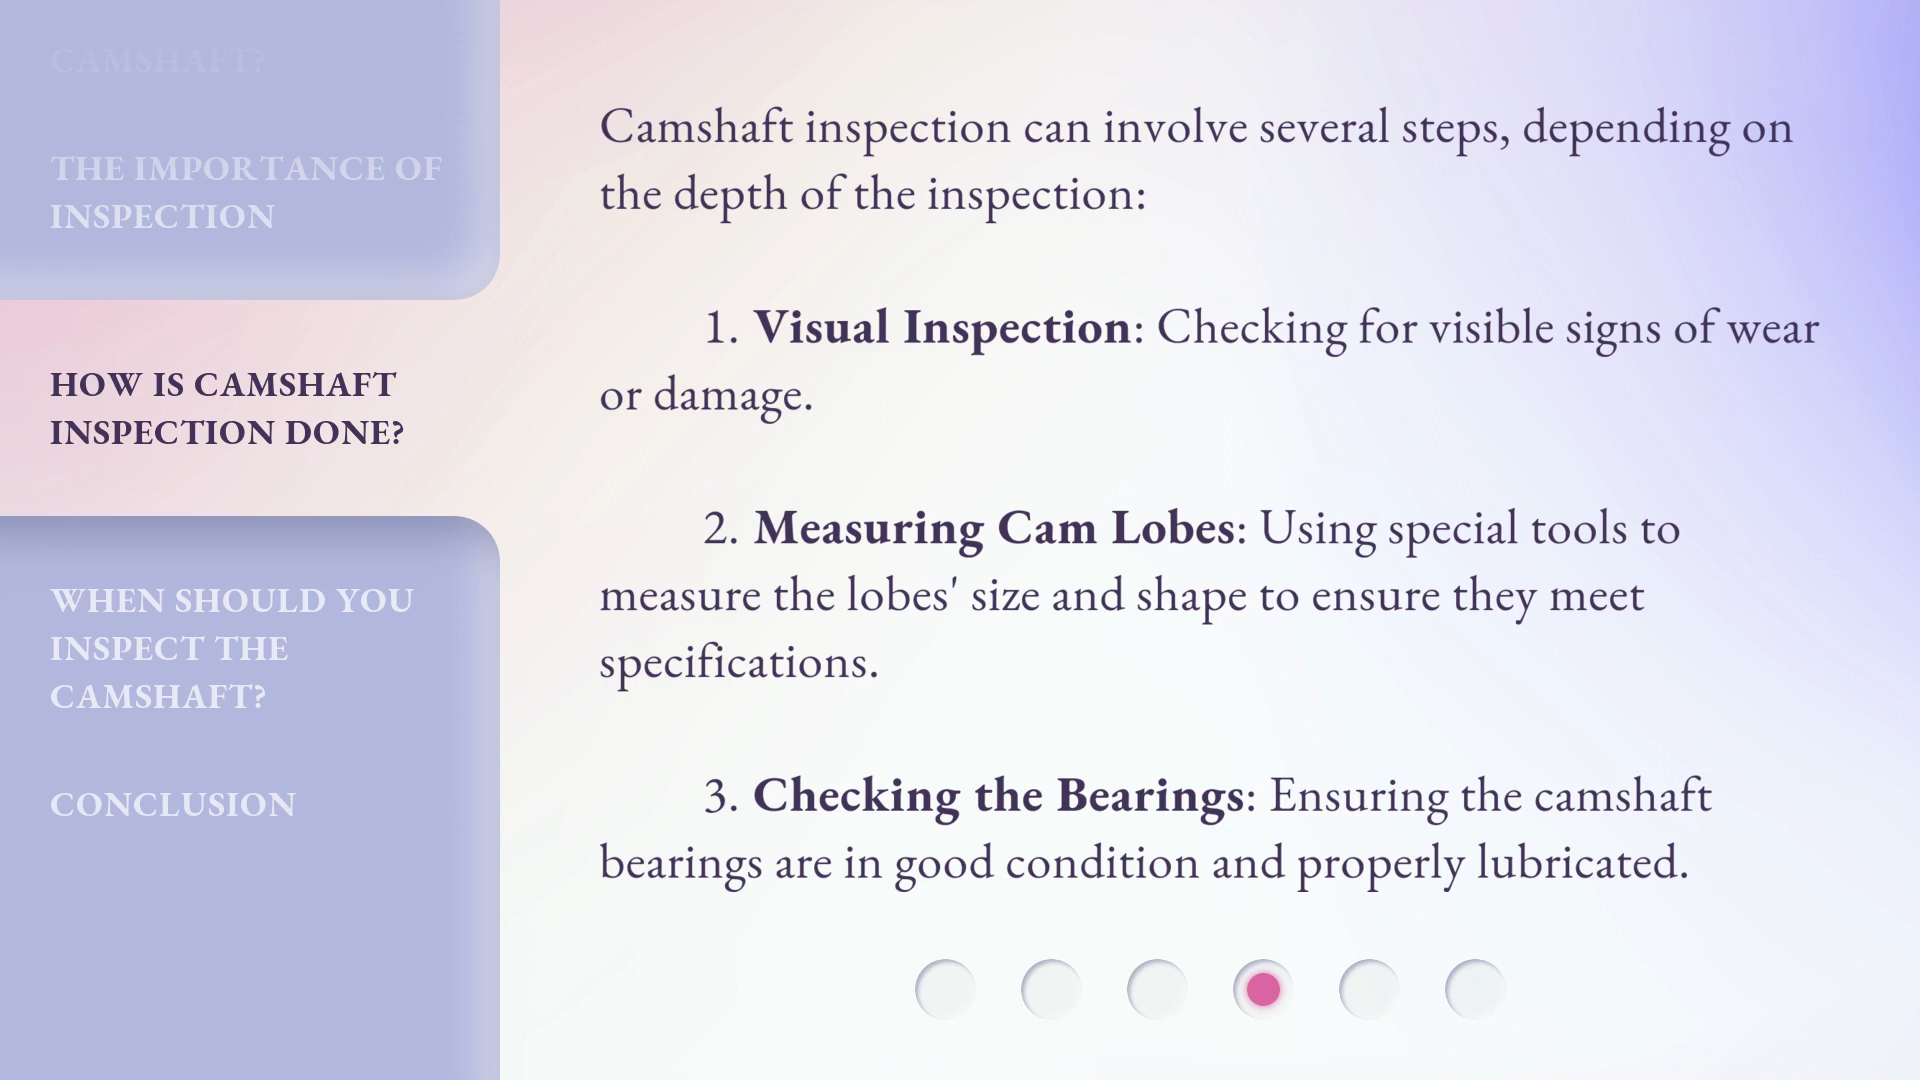 CAMSHAFT?
THE IMPORTANCE OF
INSPECTION
HOW IS CAMSHAFT
INSPECTION DONE?
WHEN SHOULD YOU
INSPECT THE
CAMSHAFT?
CONCLUSION
Camshaft inspection can involve several steps, depending on
the depth of the inspection:
1. Visual Inspection: Checking for visible signs of wear
or damage.
2. Measuring Cam Lobes: Using special tools to
measure the lobes' size and shape to ensure they meet
specifications.
3. Checking the Bearings: Ensuring the camshaft
bearings are in good condition and properly lubricated.